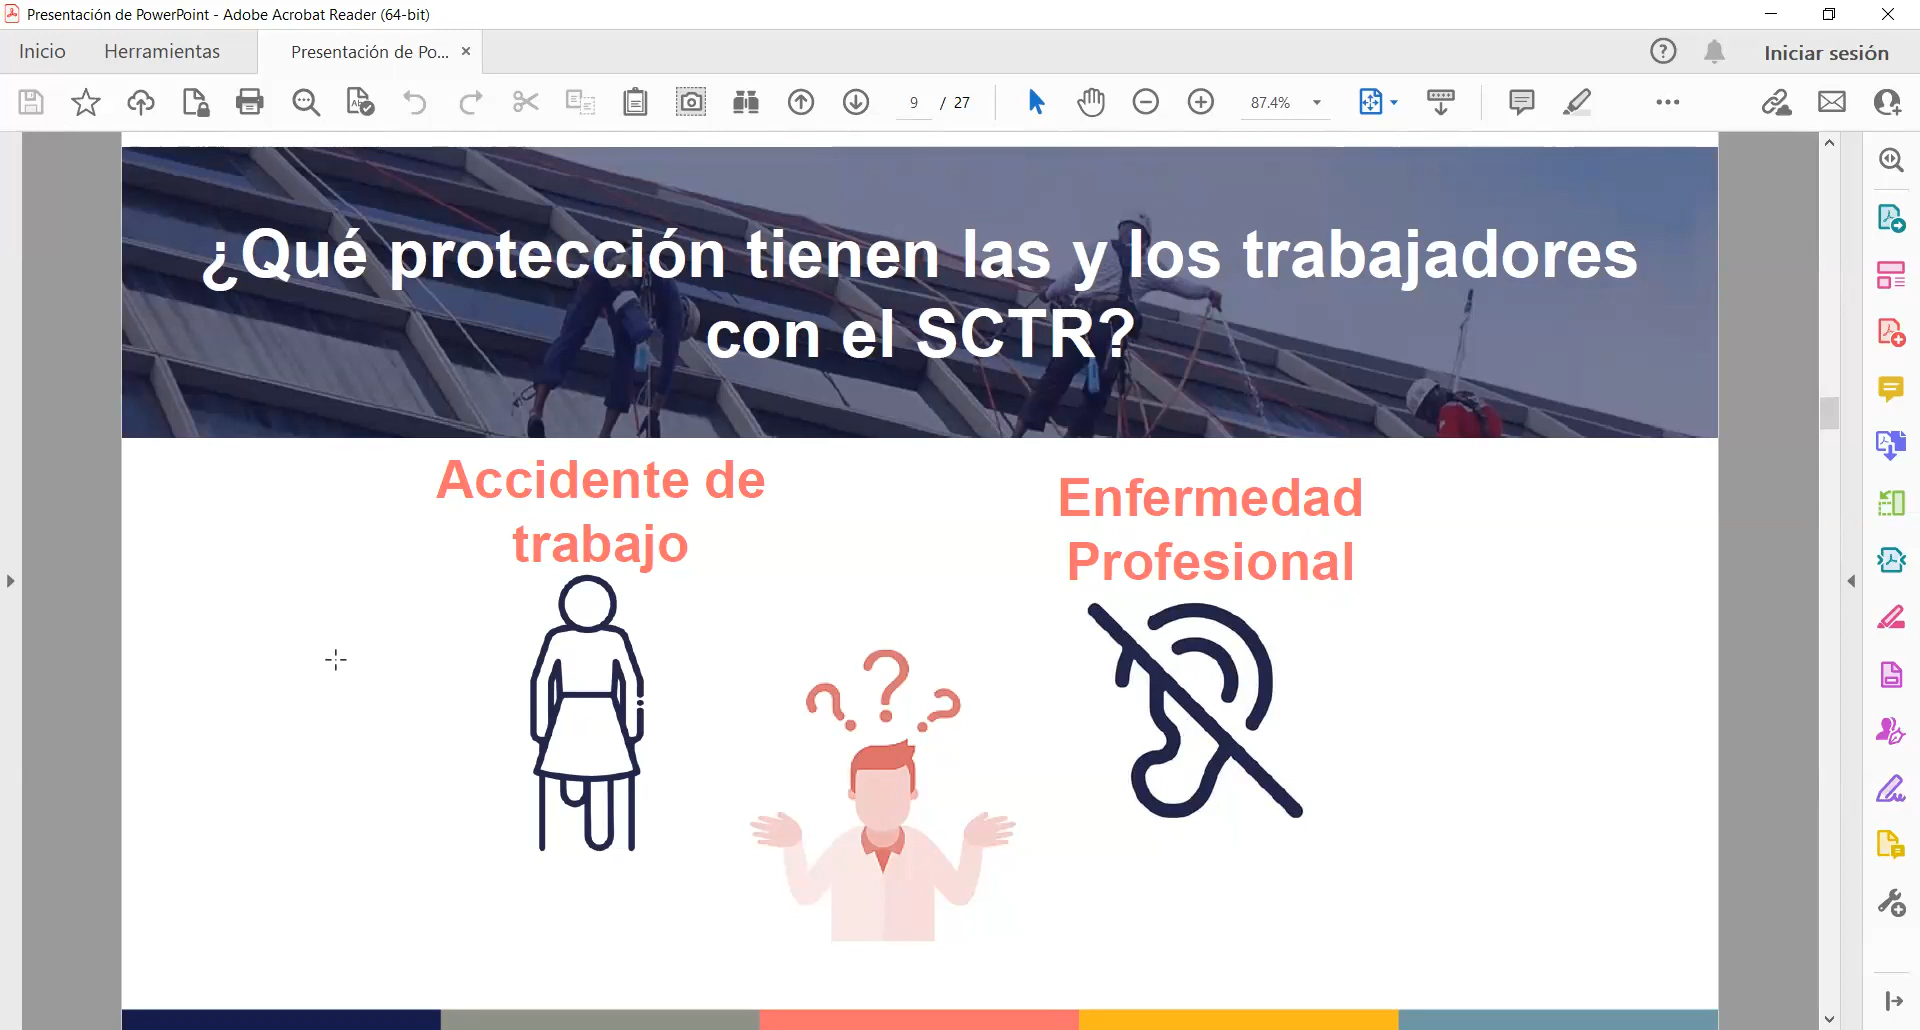 Presentación de PowerPoint - Adobe Acrobat Reader (64-bit)
Inicio
Herramientas
Presentación de Po...
Iniciar sesión
9 / 27
87.4%
¿Qué protección tienen las y los trabajadores
con el SCTR?
Accidente de
trabajo
Enfermedad
Profesional